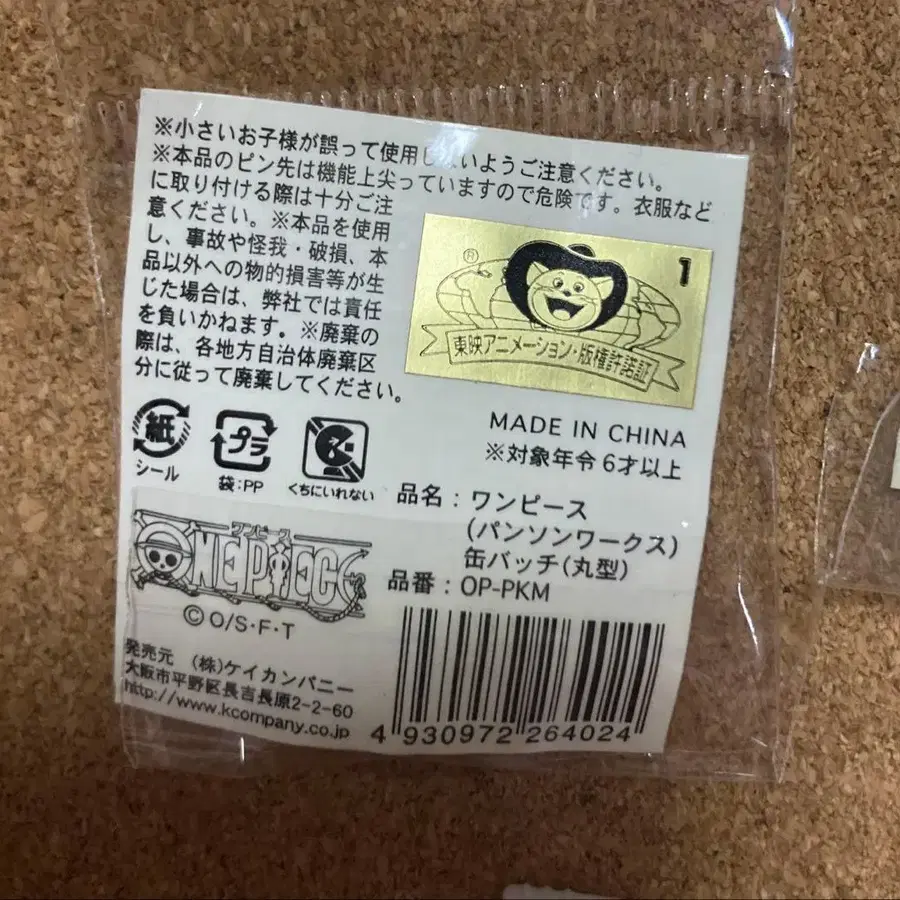 ※小さいお子様が誤って使用しないようご注意ください。
※本品のピン先は機能上尖っていますので危険です。衣服など
に取り付ける際は十分ご注
意ください。※本品を使用
し、事故や怪我・破損、本
品以外への物的損害等が生
じた場合は、弊社では責任
を負いかねます。※廃棄の
際は、各地方自治体廃棄区
分に従って廃棄してください。
® 1
東映アニメーション・版権許諾証
MADE IN CHINA
※対象年令 6才以上
紙
シール
プラ
袋:PP
くちにいれない
品名:ワンピース
(パンソンワークス)
缶バッチ(丸型)
品番:OP-PKM
ワンピース
ONE PIECE
©O/S・F・T
発売元 (株)ケイカンパニー
大阪市平野区長吉長原2-2-60
http://www.kcompany.co.jp
4 930972 264024